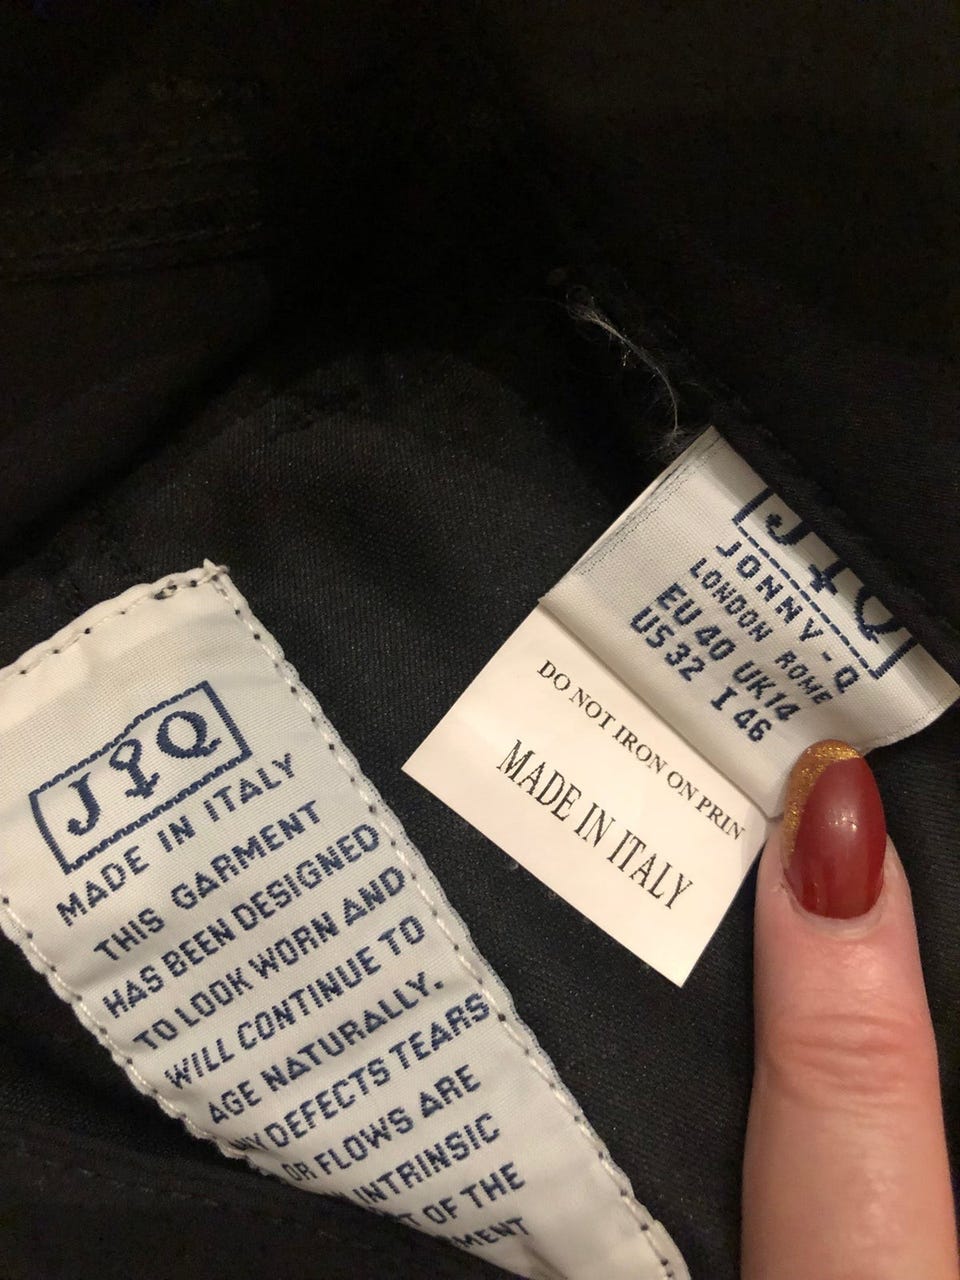 J Q
MADE IN ITALY
THIS GARMENT
HAS BEEN DESIGNED
TO LOOK WORN AND
WILL CONTINUE TO
AGE NATURALLY.
DEFECTS TEARS
OR FLOWS ARE
INTRINSIC
OF THE
J Q
JONNY-Q
LONDON ROME
EU 40 UK14
US 32 I 46
DO NOT IRON ON PRIN
MADE IN ITALY